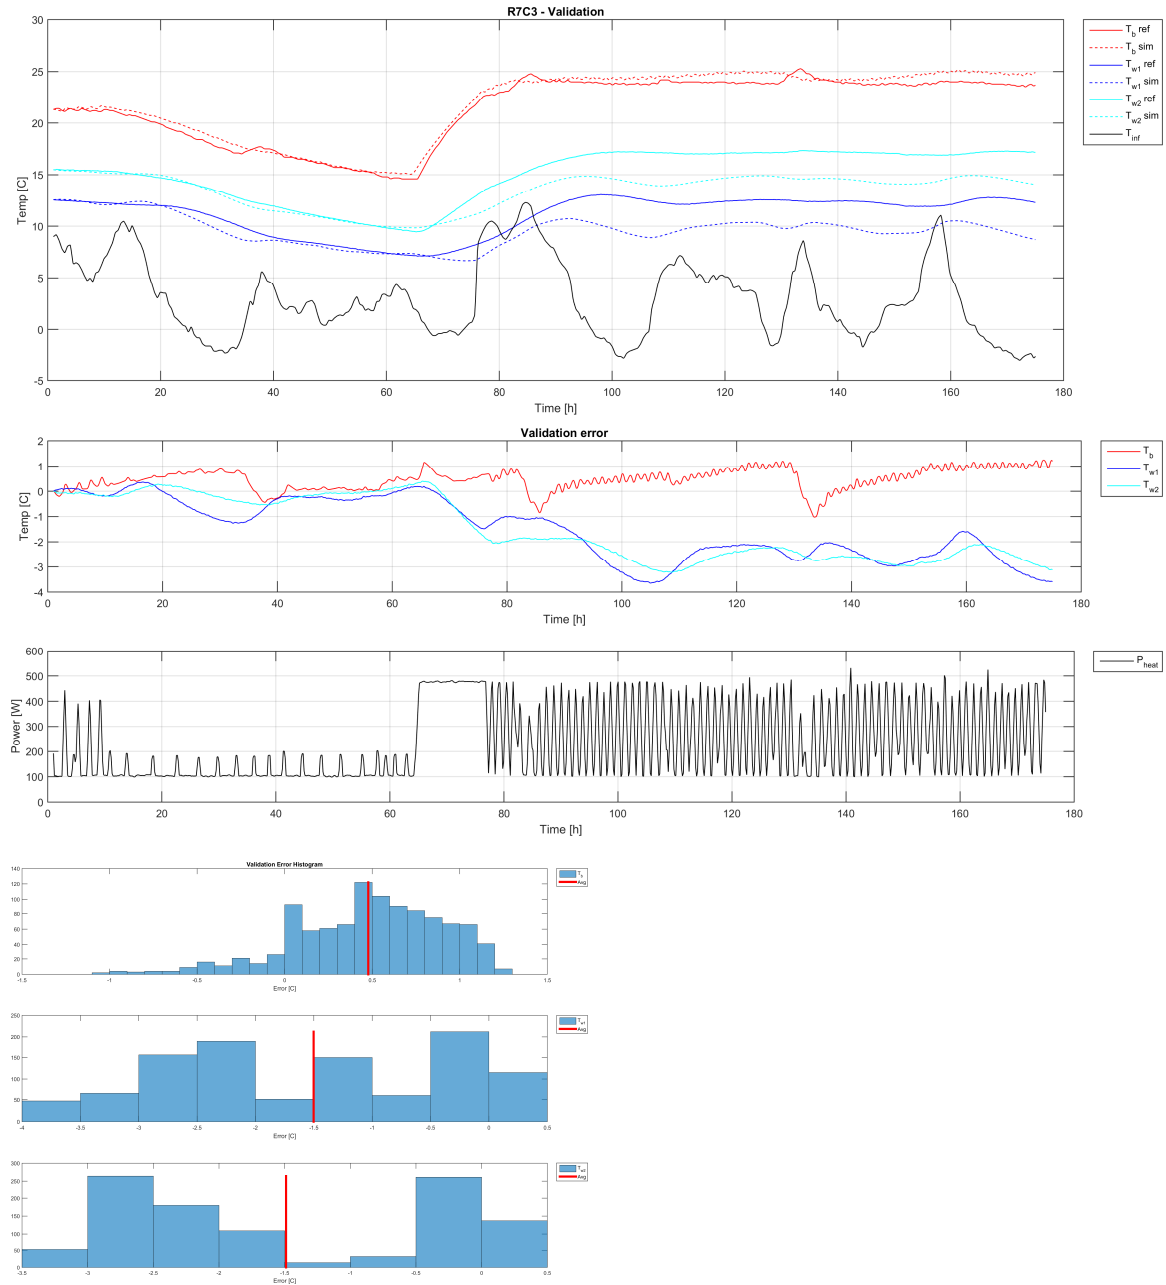 R7C3 - Validation
30
25
20
15
10
5
0
-5
Temp [C]
0 20 40 60 80 100 120 140 160 180
Time [h]
T_b ref
T_b sim
T_w1 ref
T_w1 sim
T_w2 ref
T_w2 sim
T_inf
Validation error
2
1
0
-1
-2
-3
-4
Temp [C]
0 20 40 60 80 100 120 140 160 180
Time [h]
T_b
T_w1
T_w2
600
500
400
300
200
100
0
Power [W]
0 20 40 60 80 100 120 140 160 180
Time [h]
P_heat
Validation Error Histogram
140
120
100
80
60
40
20
0
-1.5 -1 -0.5 0 0.5 1 1.5
Error [C]
T_b
Avg
250
200
150
100
50
0
-4 -3.5 -3 -2.5 -2 -1.5 -1 -0.5 0 0.5
Error [C]
T_w1
Avg
300
250
200
150
100
50
0
-3.5 -3 -2.5 -2 -1.5 -1 -0.5 0 0.5
Error [C]
T_w2
Avg